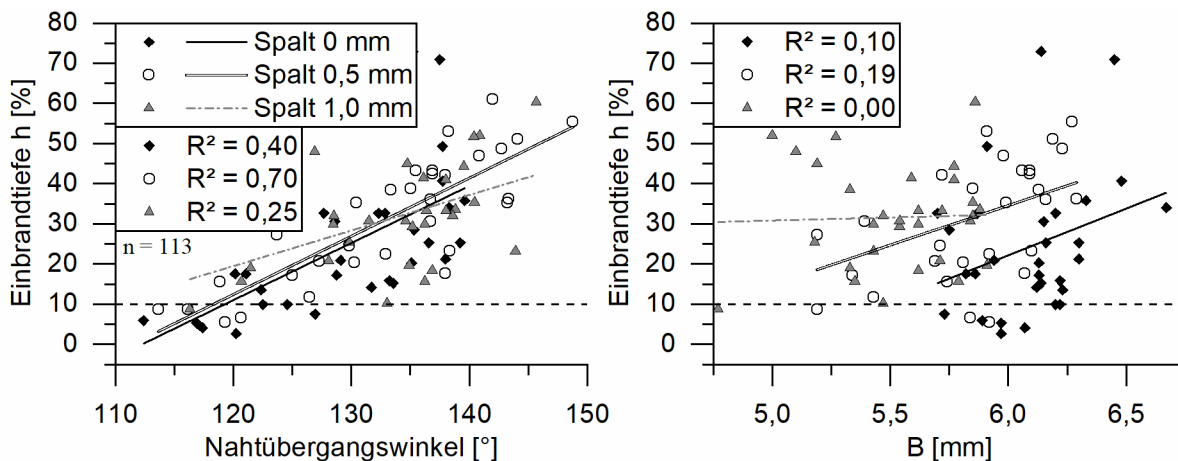 Einbrandtiefe h [%]
80
70
60
50
40
30
20
10
0
Spalt 0 mm
Spalt 0,5 mm
Spalt 1,0 mm
R² = 0,40
R² = 0,70
R² = 0,25
n = 113
110 120 130 140 150
Nahtübergangswinkel [°]
Einbrandtiefe h [%]
80
70
60
50
40
30
20
10
0
R² = 0,10
R² = 0,19
R² = 0,00
5,0 5,5 6,0 6,5
B [mm]